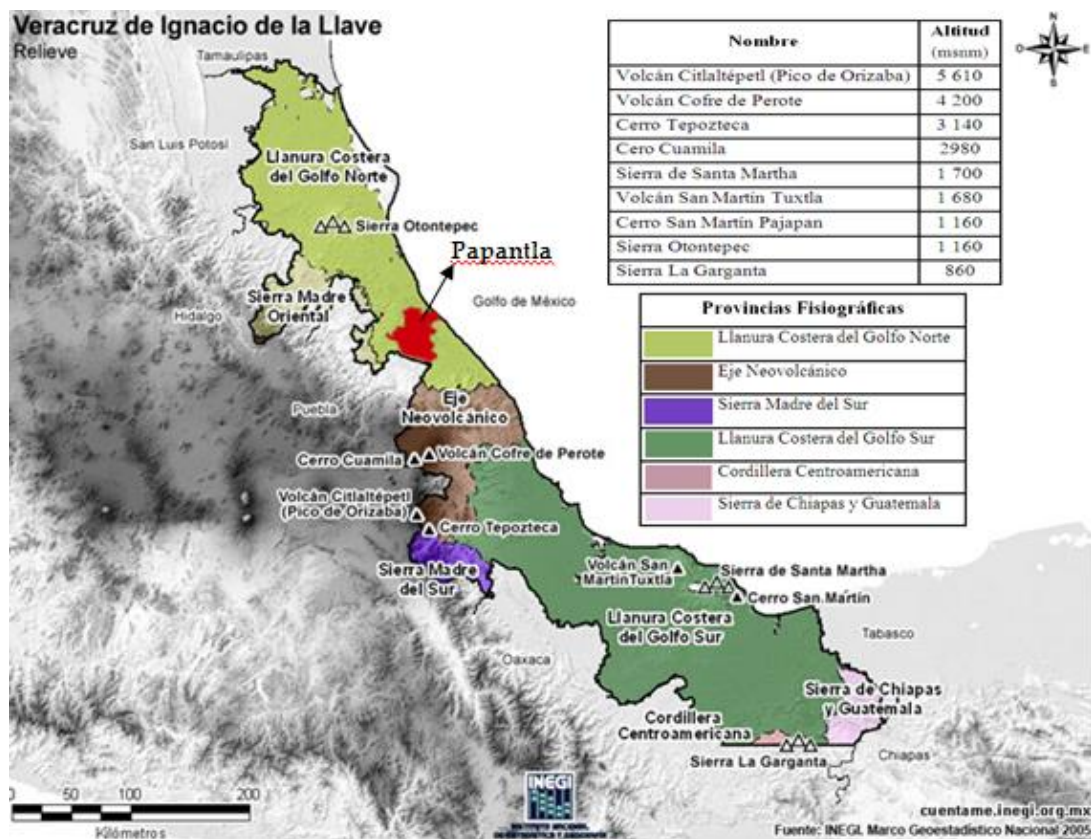 Veracruz de Ignacio de la Llave
Relieve
Tamaulipas
San Luis Potosí
Llanura Costera
del Golfo Norte
Sierra Otontepec
Papantla
Golfo de México
Sierra Madre
Oriental
Hidalgo
Puebla
Eje
Neovolcánico
Cerro Cuamila
Volcán Cofre de Perote
Volcán Citlaltépetl
(Pico de Orizaba)
Cerro Tepozteca
Sierra Madre
del Sur
Volcán San
Martín Tuxtla
Sierra de Santa Martha
Cerro San Martín
Llanura Costera
del Golfo Sur
Tabasco
Oaxaca
Sierra de Chiapas
y Guatemala
Cordillera
Centroamericana
Sierra La Garganta
Chiapas
Nombre Altitud
(msnm)
Volcán Citlaltépetl (Pico de Orizaba) 5 610
Volcán Cofre de Perote 4 200
Cerro Tepozteca 3 140
Cero Cuamila 2980
Sierra de Santa Martha 1 700
Volcán San Martín Tuxtla 1 680
Cerro San Martín Pajapan 1 160
Sierra Otontepec 1 160
Sierra La Garganta 860
N
O E
S
Provincias Fisiográficas
Llanura Costera del Golfo Norte
Eje Neovolcánico
Sierra Madre del Sur
Llanura Costera del Golfo Sur
Cordillera Centroamericana
Sierra de Chiapas y Guatemala
0 50 100 200
Kilómetros
INEGI
cuentame.inegi.org.mx
Fuente: INEGI. Marco Geoestadístico Nacional